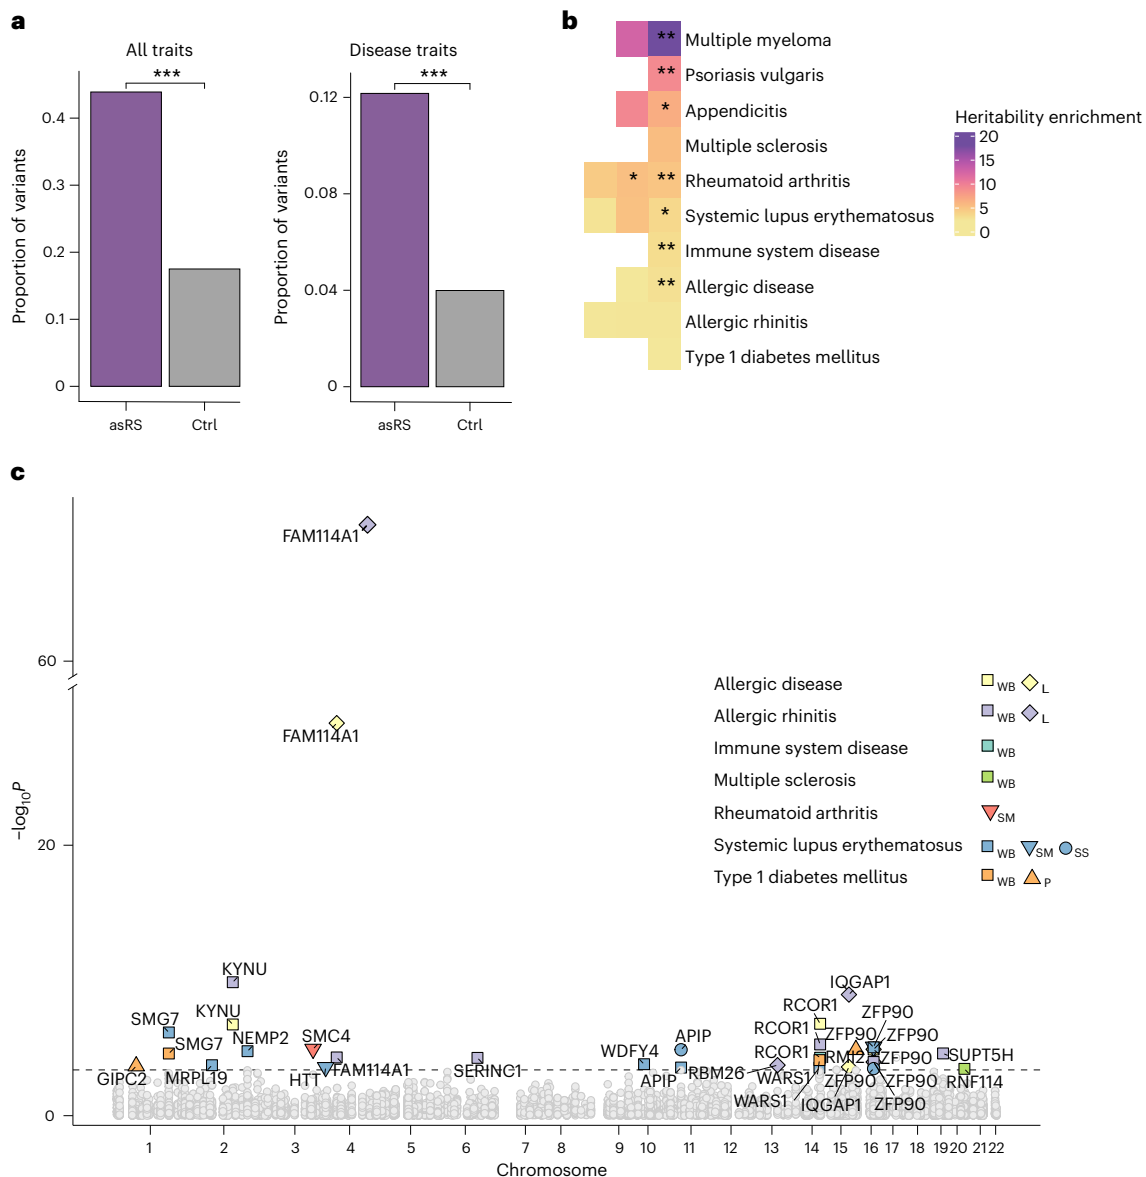 a
All traits
***
Proportion of variants
0.4
0.3
0.2
0.1
0
asRS
Ctrl
Disease traits
***
Proportion of variants
0.12
0.08
0.04
0
asRS
Ctrl
b
** Multiple myeloma
** Psoriasis vulgaris
* Appendicitis
Multiple sclerosis
* ** Rheumatoid arthritis
* Systemic lupus erythematosus
** Immune system disease
** Allergic disease
Allergic rhinitis
Type 1 diabetes mellitus
Heritability enrichment
20
15
10
5
0
c
−log10P
60
20
0
FAM114A1
FAM114A1
KYNU
KYNU
SMG7
SMG7
NEMP2
GIPC2
MRPL19
SMC4
HTT
FAM114A1
SERINC1
WDFY4
APIP
APIP
RBM26
IQGAP1
RCOR1
RCOR1
RCOR1
ZFP90
ZFP90
ZFP90
ZFP90
WARS1
WARS1
ZFP90
ZFP90
IQGAP1
ZFP90
SUPT5H
RNF114
Allergic disease WB L
Allergic rhinitis WB L
Immune system disease WB
Multiple sclerosis WB
Rheumatoid arthritis SM
Systemic lupus erythematosus WB SM SS
Type 1 diabetes mellitus WB P
1 2 3 4 5 6 7 8 9 10 11 12 13 14 15 16 17 18 19 20 21 22
Chromosome